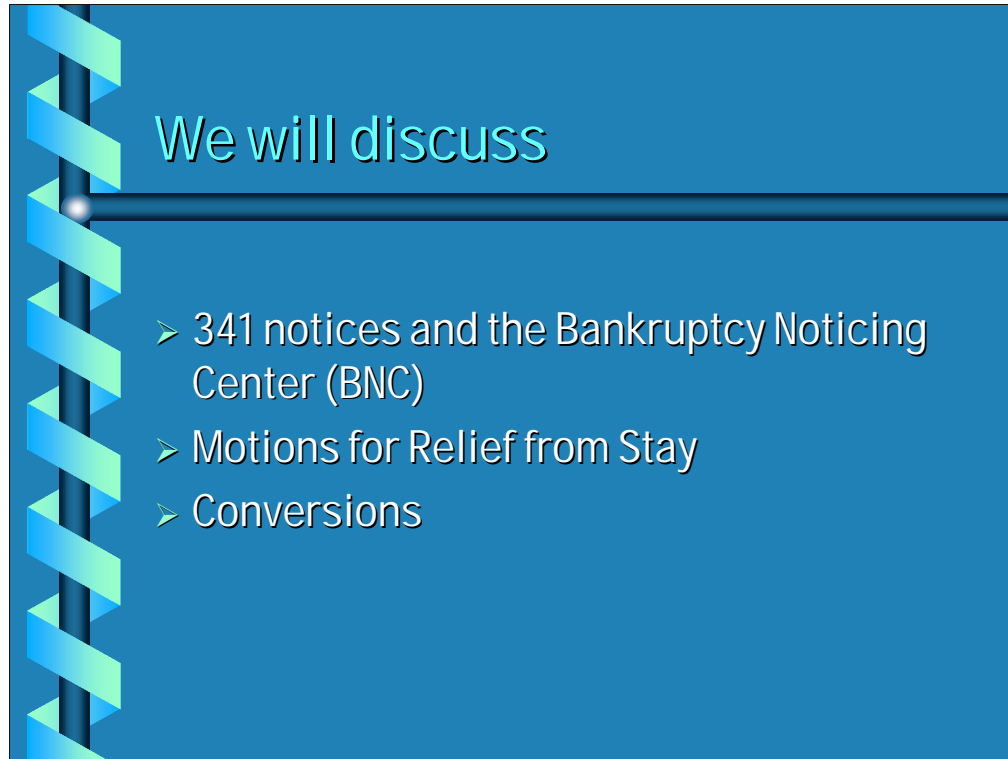 We will discuss
➢ 341 notices and the Bankruptcy Noticing
Center (BNC)
➢ Motions for Relief from Stay
➢ Conversions